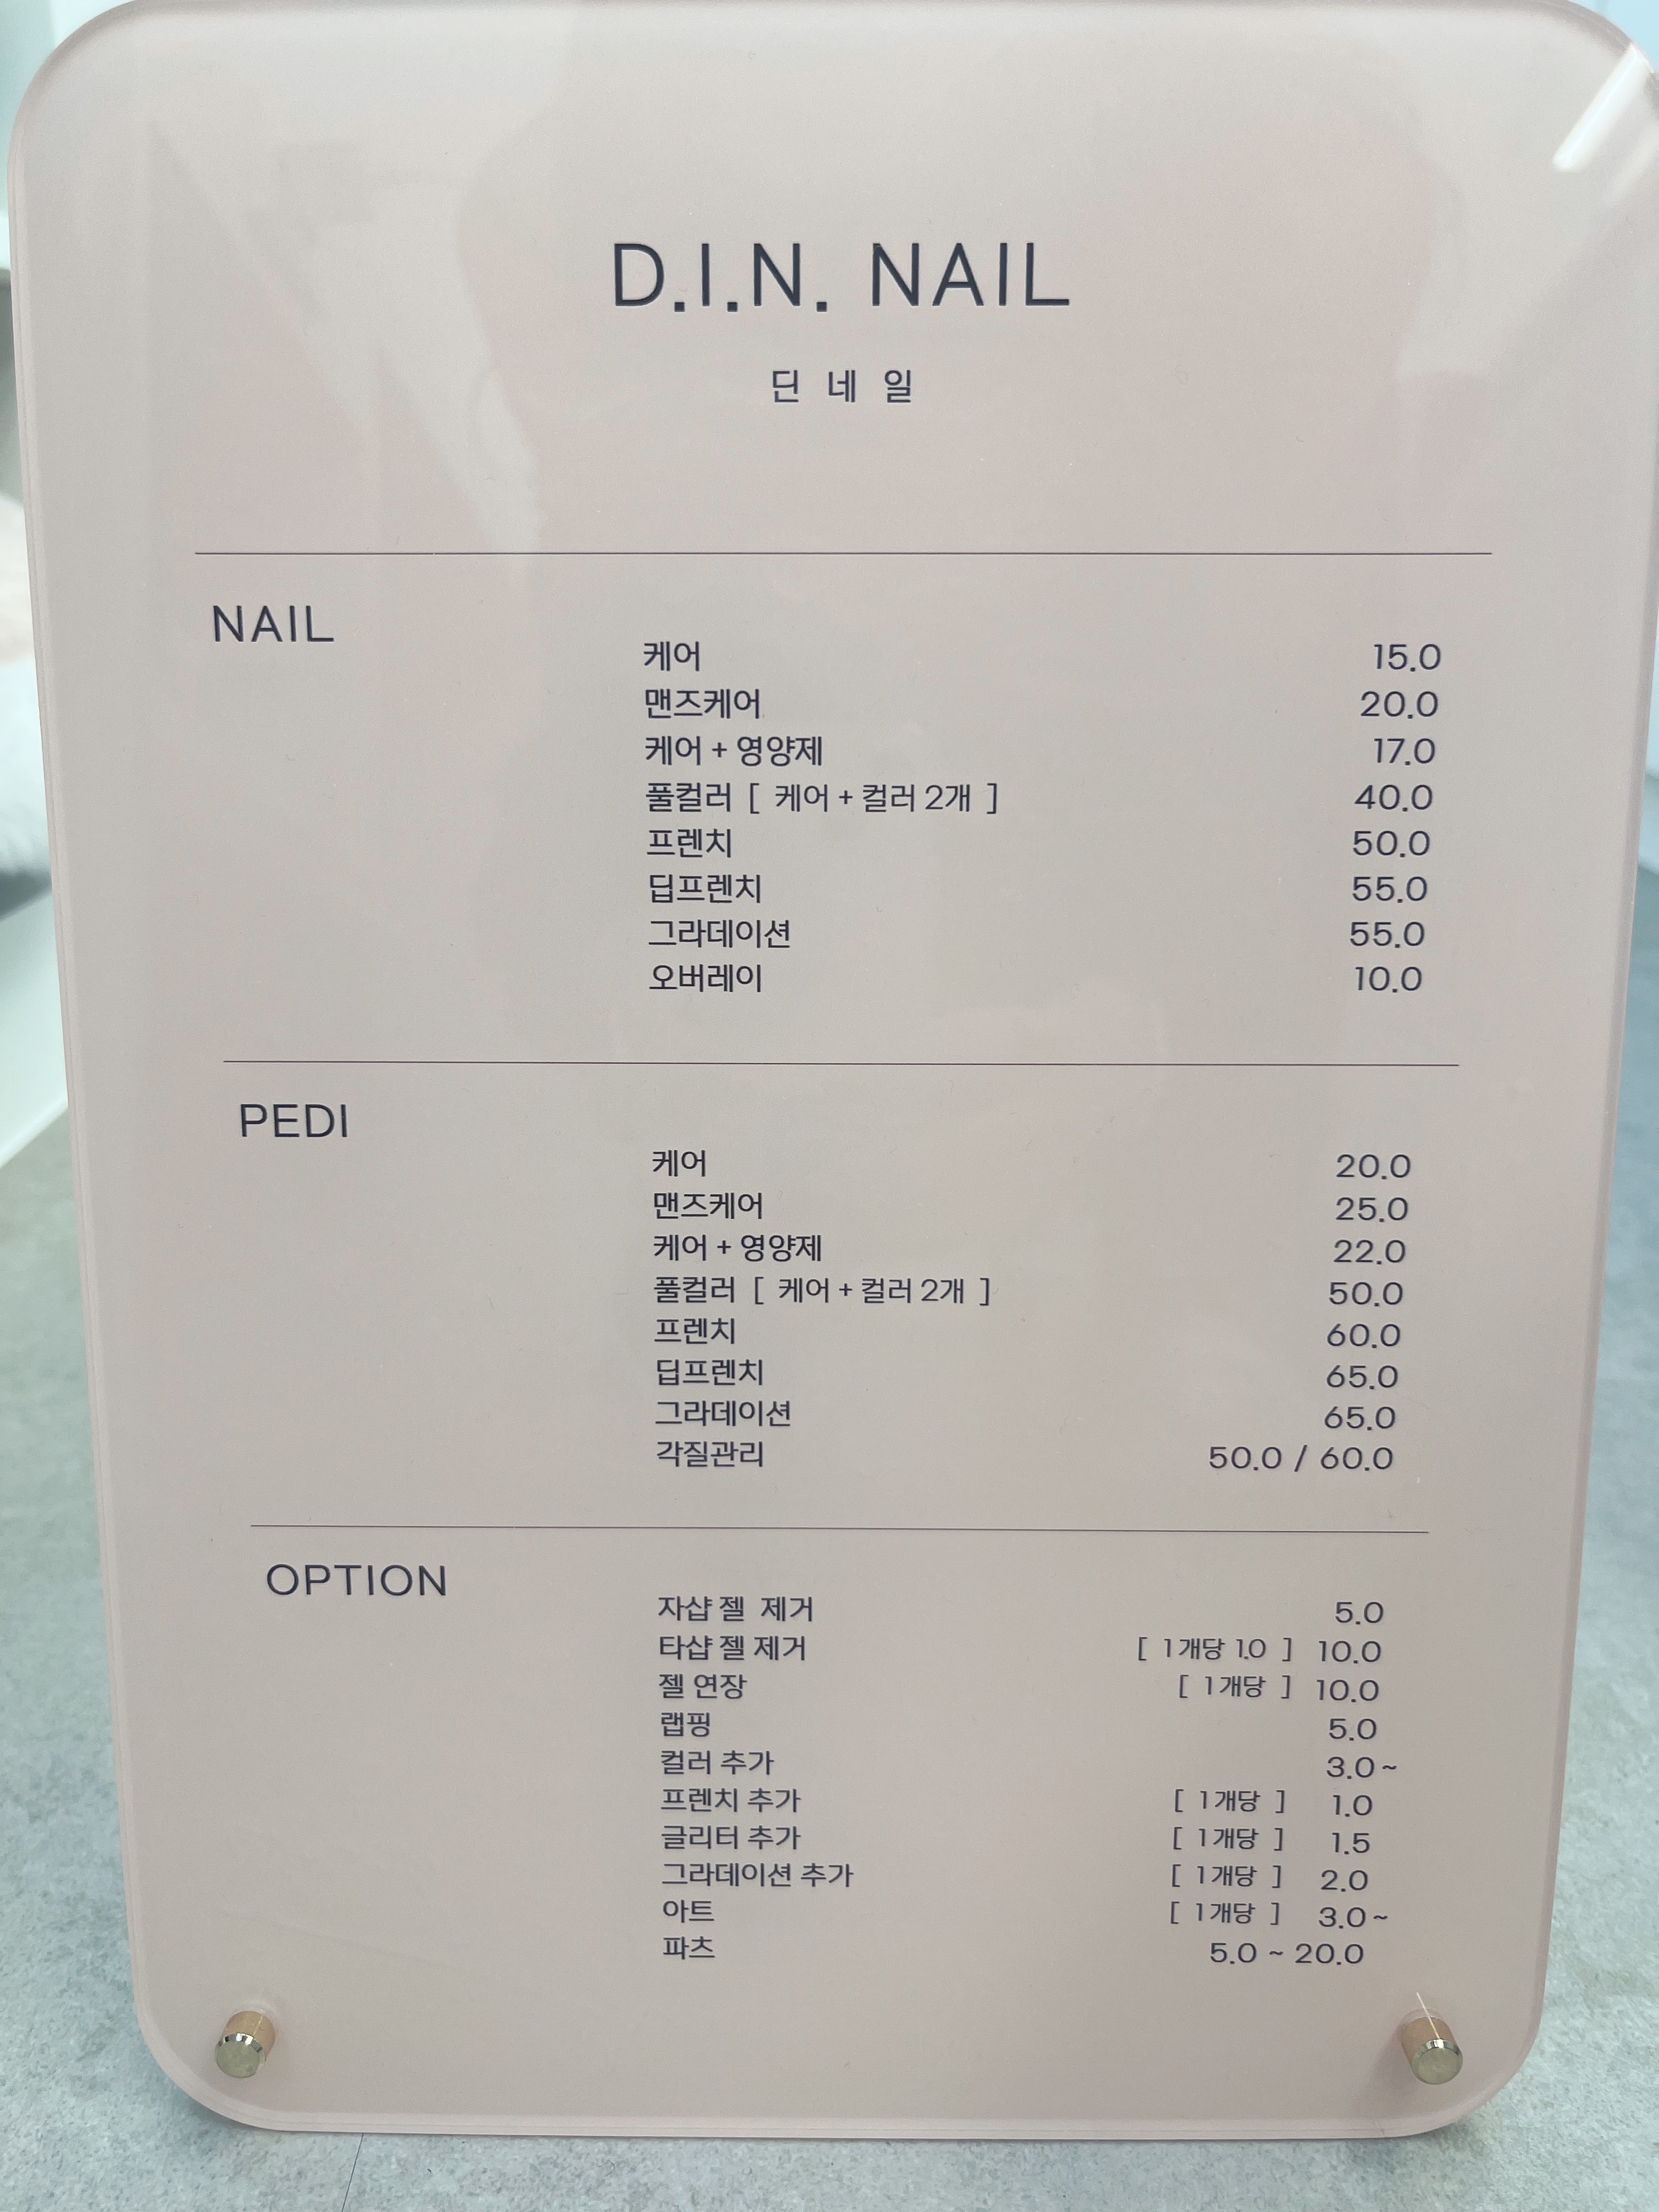 D.I.N. NAIL
딘네일
NAIL
케어 15.0
맨즈케어 20.0
케어 + 영양제 17.0
풀컬러 [ 케어 + 컬러 2개 ] 40.0
프렌치 50.0
딥프렌치 55.0
그라데이션 55.0
오버레이 10.0
PEDI
케어 20.0
맨즈케어 25.0
케어 + 영양제 22.0
풀컬러 [ 케어 + 컬러 2개 ] 50.0
프렌치 60.0
딥프렌치 65.0
그라데이션 65.0
각질관리 50.0 / 60.0
OPTION
자샵 젤 제거 5.0
타샵 젤 제거 [ 1개당 1.0 ] 10.0
젤 연장 [ 1개당 ] 10.0
랩핑 5.0
컬러 추가 3.0~
프렌치 추가 [ 1개당 ] 1.0
글리터 추가 [ 1개당 ] 1.5
그라데이션 추가 [ 1개당 ] 2.0
아트 [ 1개당 ] 3.0~
파츠 5.0 ~ 20.0